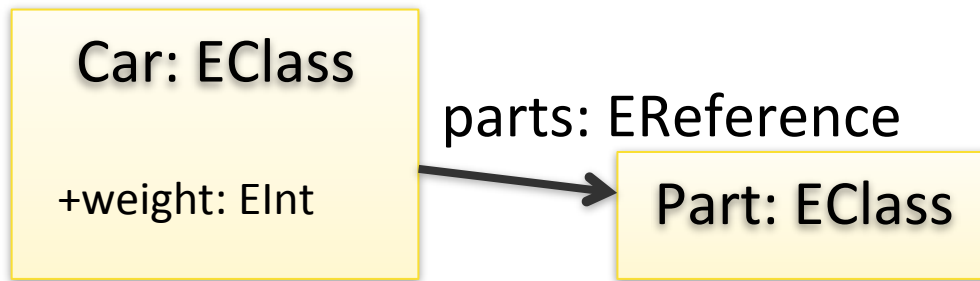 Car: EClass
+weight: EInt
parts: EReference
Part: EClass